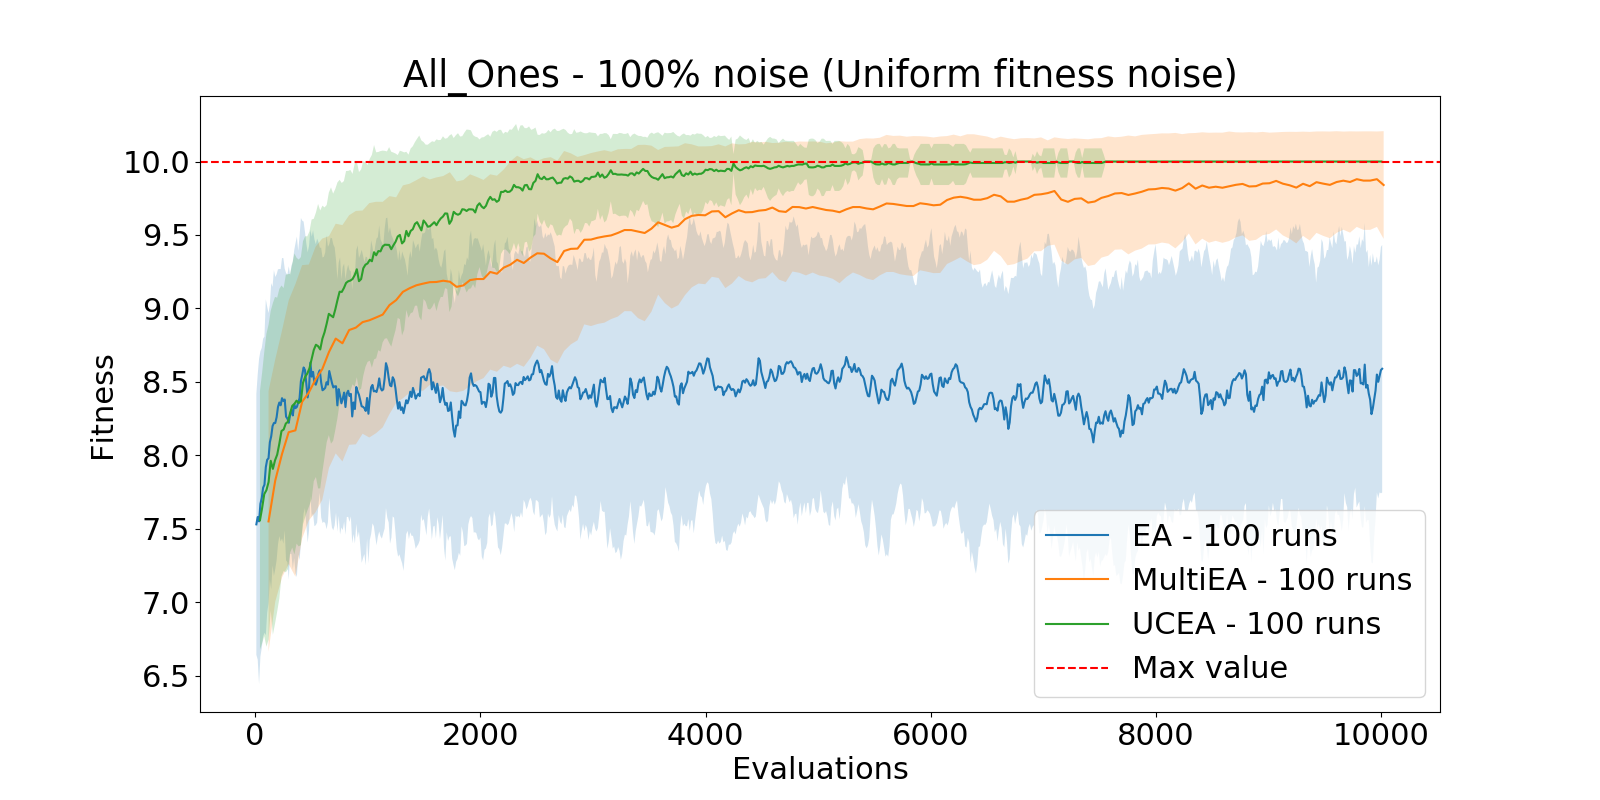 All_Ones - 100% noise (Uniform fitness noise)
Fitness
10.0
9.5
9.0
8.5
8.0
7.5
7.0
6.5
EA - 100 runs
MultiEA - 100 runs
UCEA - 100 runs
Max value
0 2000 4000 6000 8000 10000
Evaluations